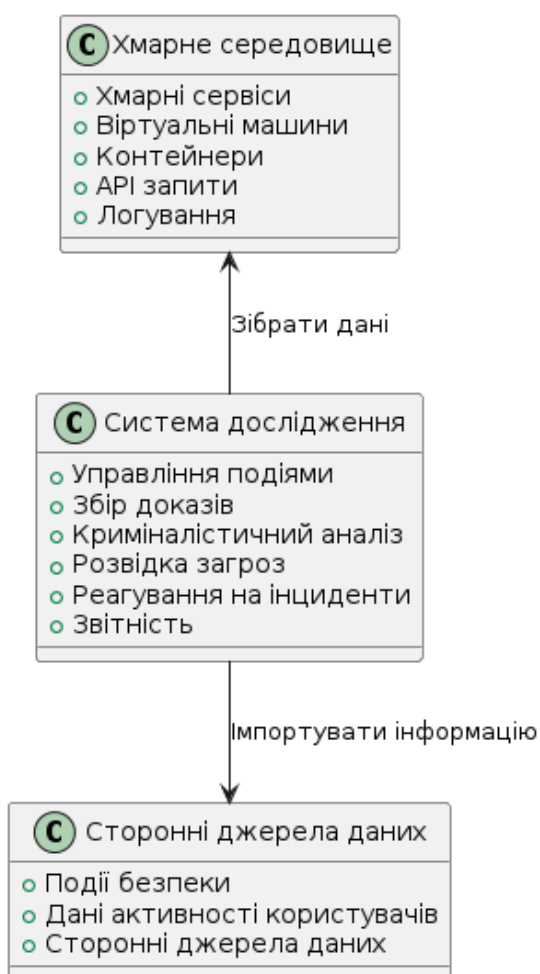 C Хмарне середовище
Хмарні сервіси
Віртуальні машини
Контейнери
API запити
Логування
Зібрати дані
C Система дослідження
Управління подіями
Збір доказів
Криміналістичний аналіз
Розвідка загроз
Реагування на інциденти
Звітність
Імпортувати інформацію
C Сторонні джерела даних
Події безпеки
Дані активності користувачів
Сторонні джерела даних